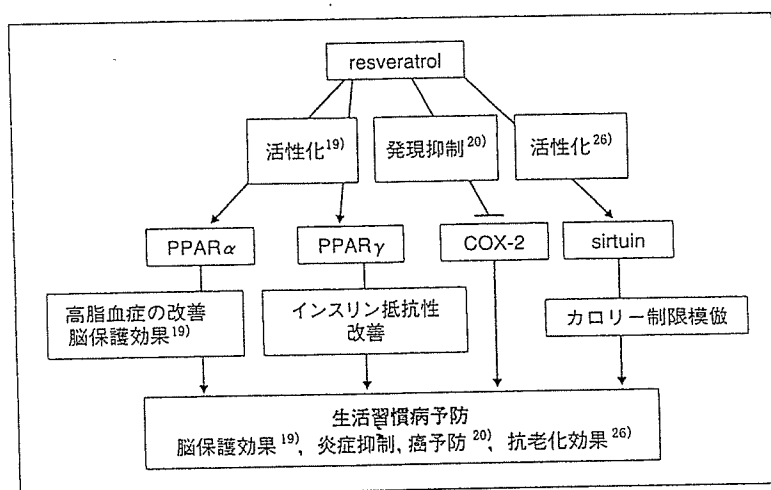 resveratrol
活性化19)
発現抑制20)
活性化26)
PPARα
PPARγ
COX-2
sirtuin
高脂血症の改善
脳保護効果19)
インスリン抵抗性
改善
カロリー制限模倣
生活習慣病予防
脳保護効果19), 炎症抑制, 癌予防20), 抗老化効果26)